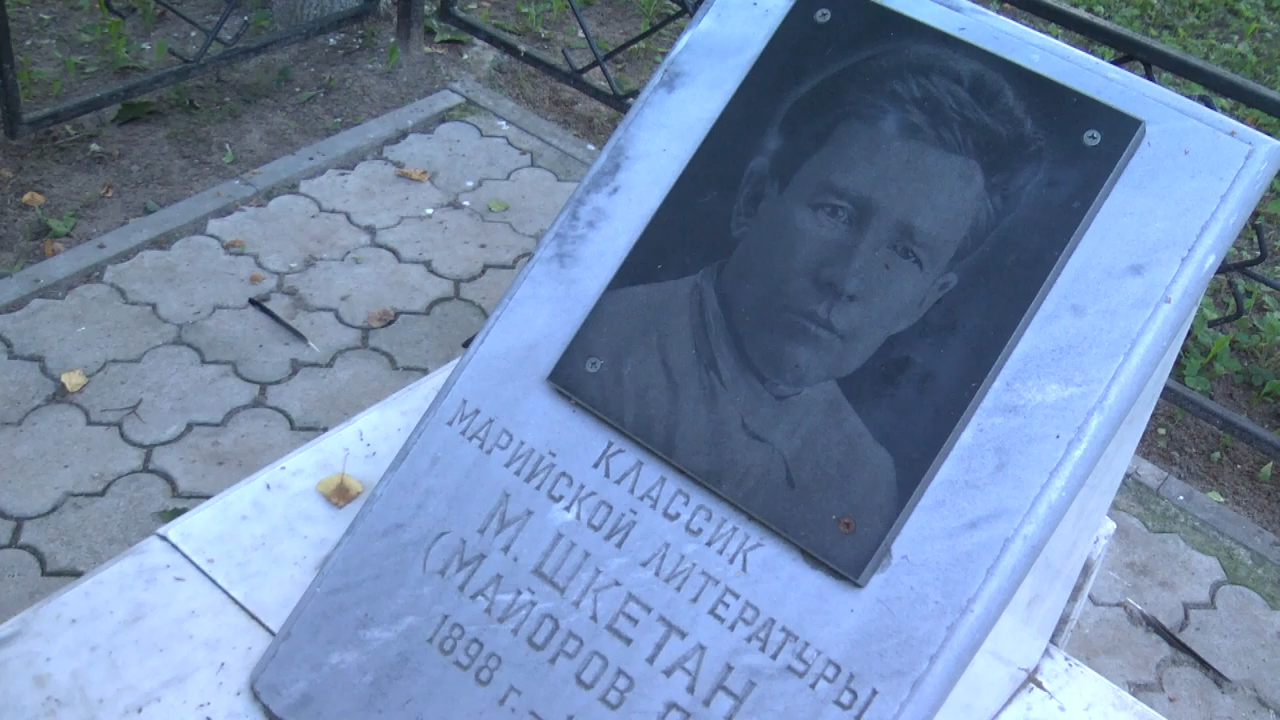 КЛАССИК
МАРИЙСКОЙ ЛИТЕРАТУРЫ
М. ШКЕТАН
(МАЙОРОВ
1898 г. –